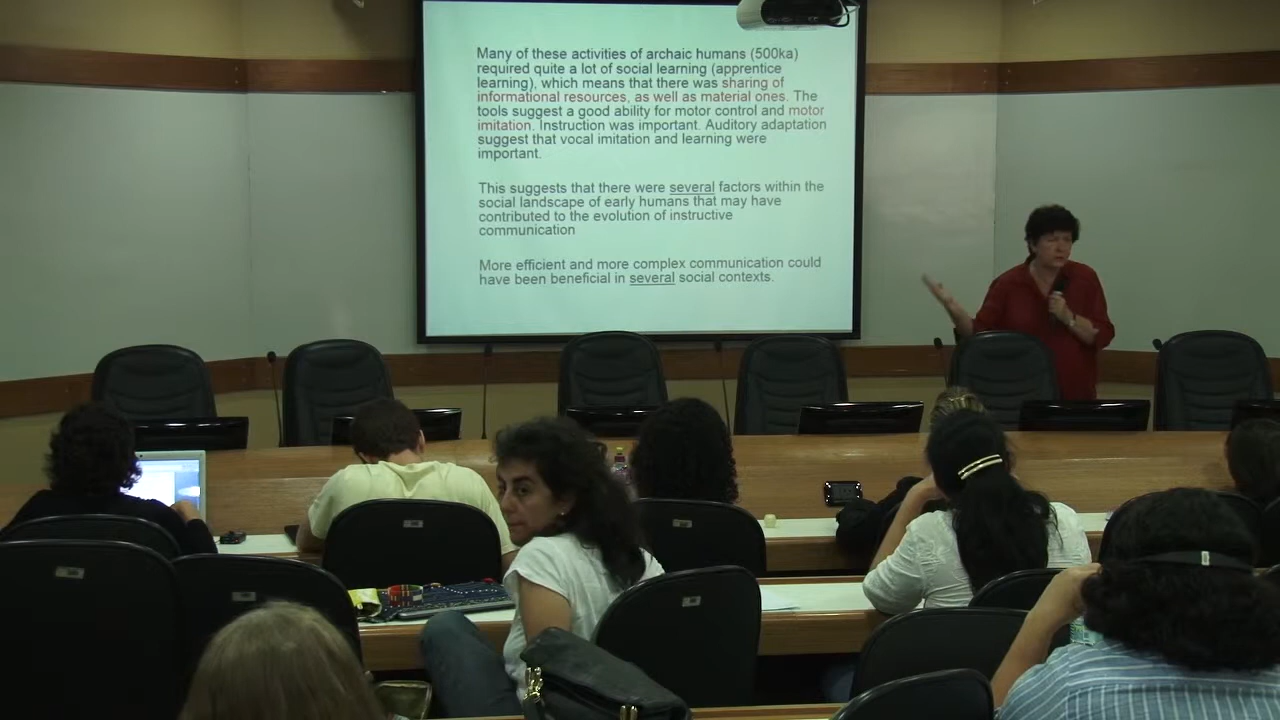 Many of these activities of archaic humans (500ka)
required quite a lot of social learning (apprentice
learning), which means that there was sharing of
informational resources, as well as material ones. The
tools suggest a good ability for motor control and motor
imitation. Instruction was important. Auditory adaptation
suggest that vocal imitation and learning were
important.
This suggests that there were several factors within the
social landscape of early humans that may have
contributed to the evolution of instructive
communication
More efficient and more complex communication could
have been beneficial in several social contexts.